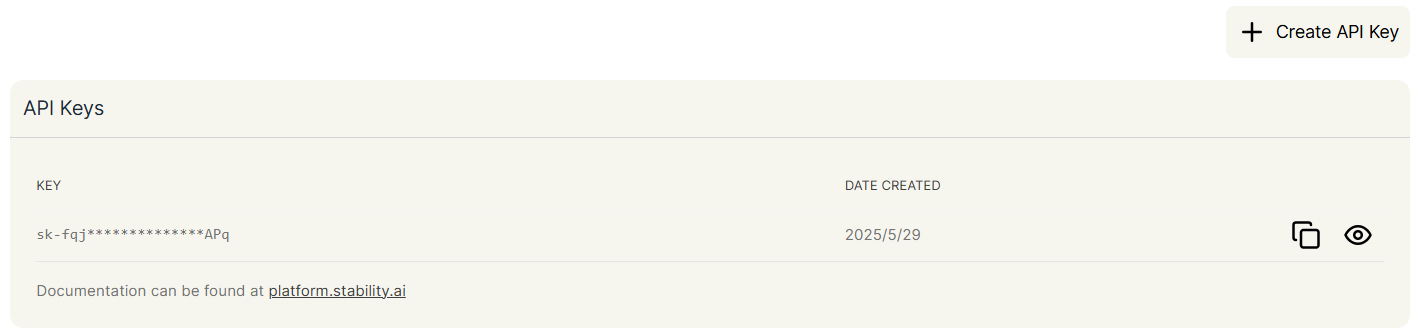 Create API Key
API Keys
KEY DATE CREATED
sk-fqj**************APq 2025/5/29
Documentation can be found at platform.stability.ai